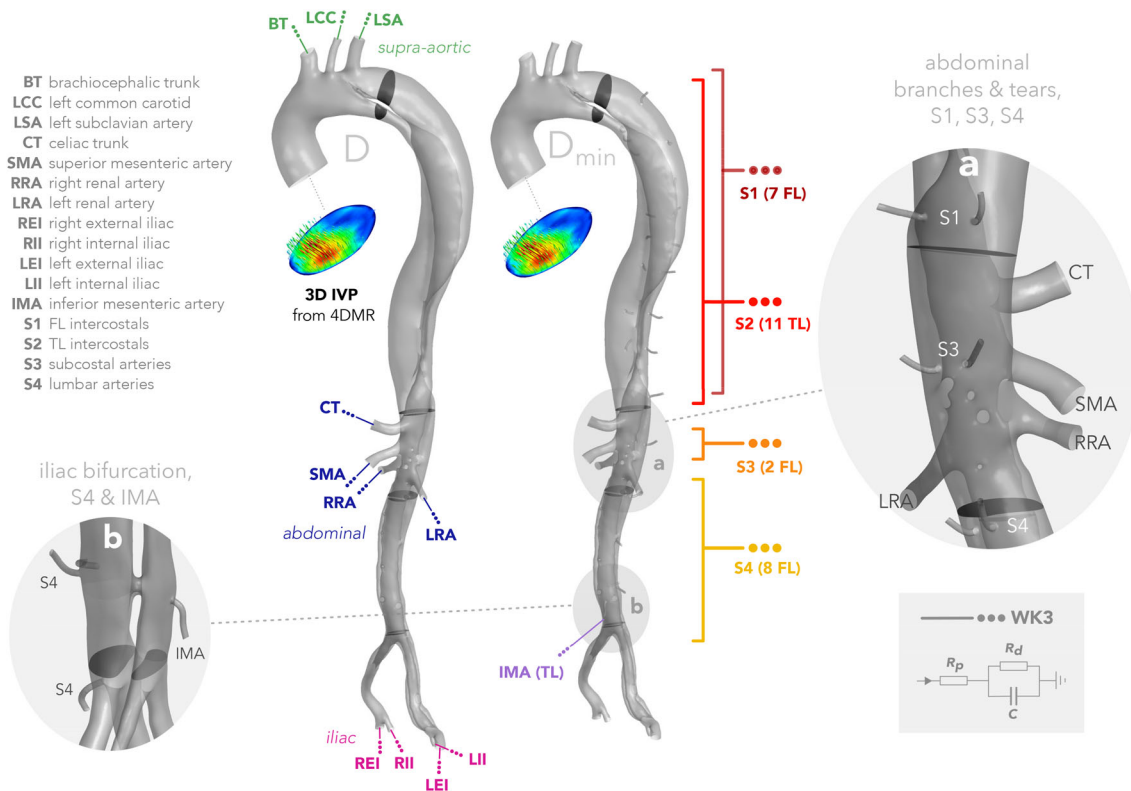 BT
LCC
LSA
supra-aortic
BT brachiocephalic trunk
LCC left common carotid
LSA left subclavian artery
CT celiac trunk
SMA superior mesenteric artery
RRA right renal artery
LRA left renal artery
REI right external iliac
RII right internal iliac
LEI left external iliac
LII left internal iliac
IMA inferior mesenteric artery
S1 FL intercostals
S2 TL intercostals
S3 subcostal arteries
S4 lumbar arteries
D
3D IVP
from 4DMR
Dmin
CT
SMA
RRA
LRA
abdominal
iliac
REI
RII
LEI
LII
S1 (7 FL)
S2 (11 TL)
S3 (2 FL)
S4 (8 FL)
a
b
IMA (TL)
abdominal
branches & tears,
S1, S3, S4
a
S1
CT
S3
SMA
RRA
LRA
S4
iliac bifurcation,
S4 & IMA
b
S4
IMA
S4
WK3
Rp
Rd
C